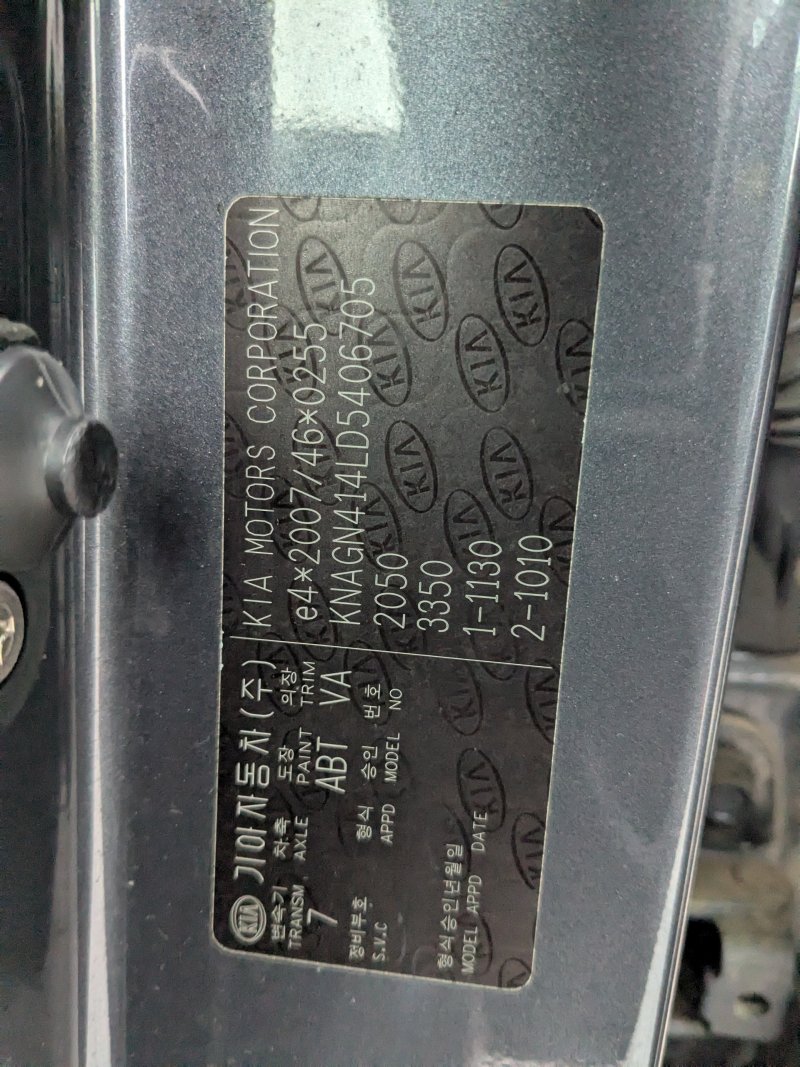 KIA 기아자동차(주)
KIA MOTORS CORPORATION
변속기 차축 도장 의장
TRANSM. AXLE PAINT TRIM
7 ABT VA
e4*2007/46*0255
KNAGN414LD5406705
정비부호 형식 승인 번호
S.V.C APPD MODEL NO
2050
3350
형식승인년월일
MODEL APPD DATE
1-1130
2-1010